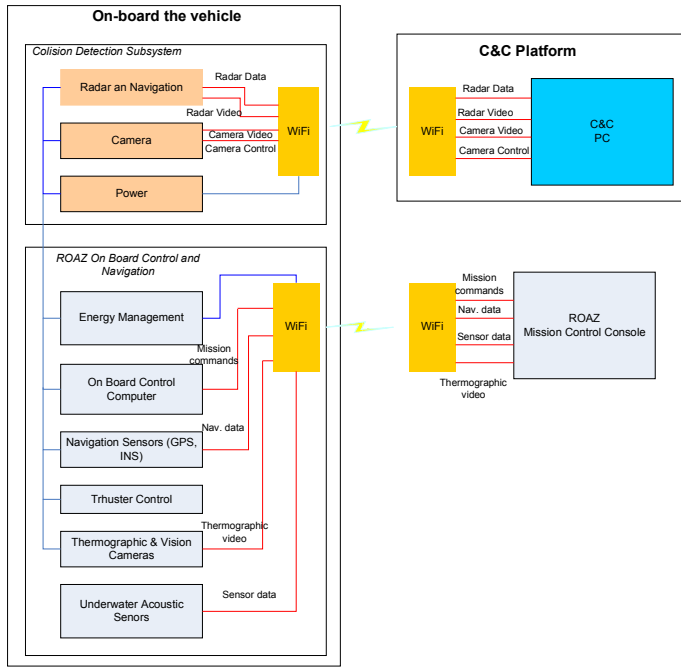 On-board the vehicle
Colision Detection Subsystem
Radar an Navigation
Radar Data
Radar Video
WiFi
Camera
Camera Video
Camera Control
Power
C&C Platform
WiFi
Radar Data
Radar Video
Camera Video
Camera Control
C&C
PC
ROAZ On Board Control and
Navigation
Energy Management
WiFi
Mission
commands
On Board Control
Computer
Nav. data
Navigation Sensors (GPS,
INS)
Trhuster Control
Thermographic & Vision
Cameras
Thermographic
video
Underwater Acoustic
Senors
Sensor data
WiFi
Mission
commands
Nav. data
Sensor data
Thermographic
video
ROAZ
Mission Control Console